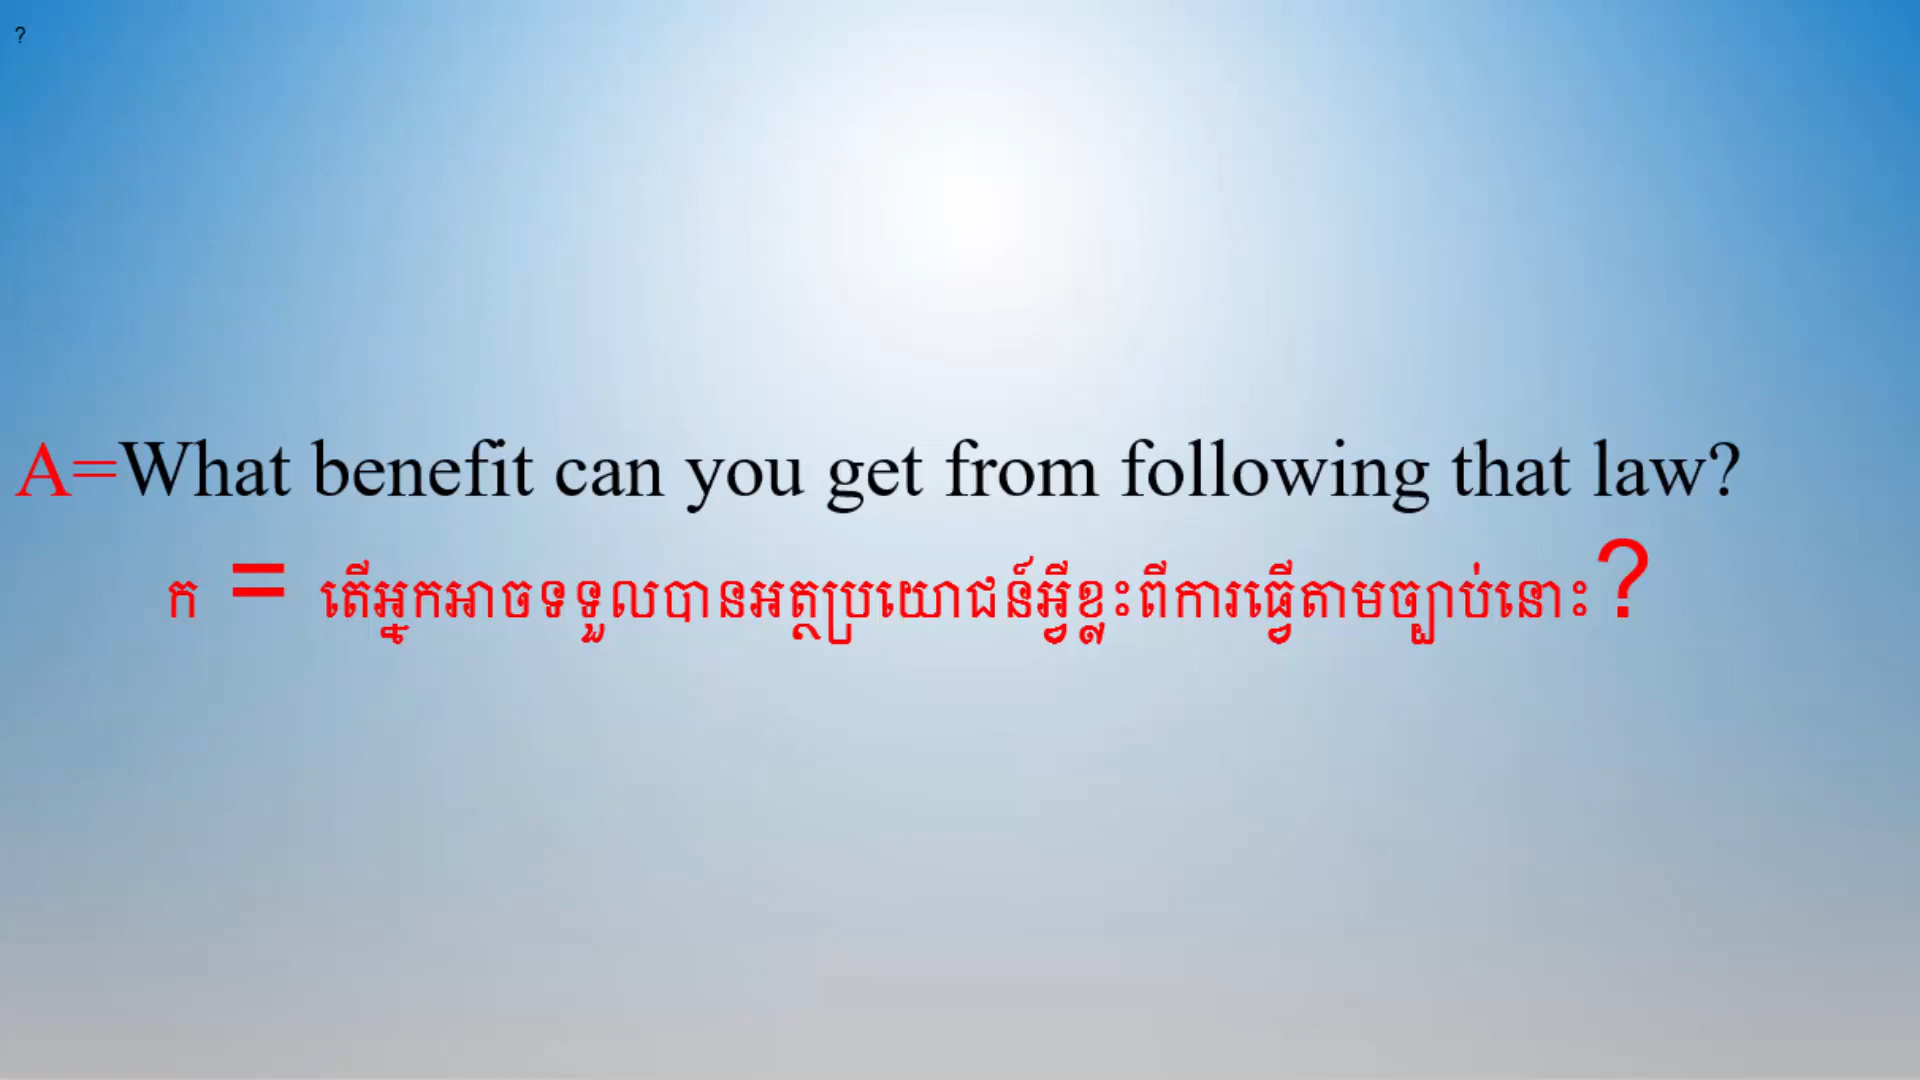 ?
A=What benefit can you get from following that law?
ក = តើអ្នកអាចទទួលបានអត្ថប្រយោជន៍អ្វីខ្លះពីការធ្វើតាមច្បាប់នោះ?